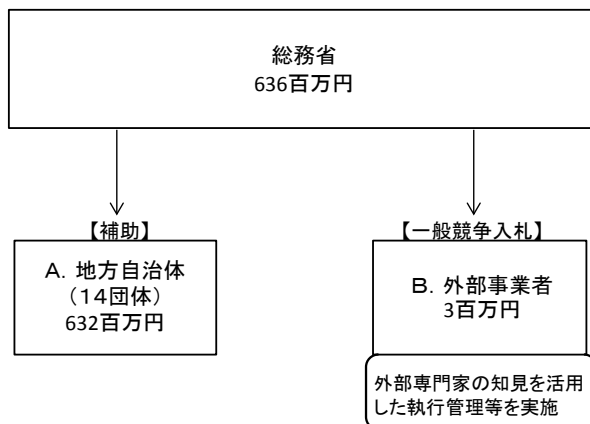 総務省
636百万円
【補助】
A．地方自治体
（１４団体）
632百万円
【一般競争入札】
Ｂ．外部事業者
3百万円
外部専門家の知見を活用
した執行管理等を実施